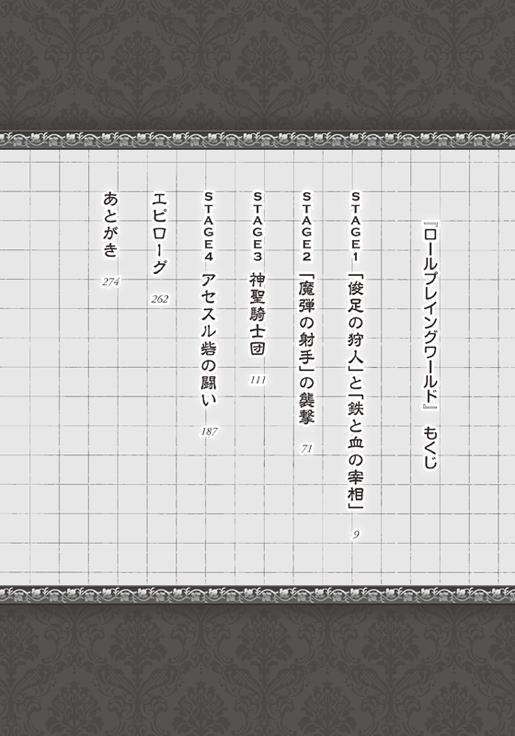 『ロールプレイングワールド』 もくじ
STAGE1 「俊足の狩人」と「鉄と血の宰相」 9
STAGE2 「魔弾の射手」の襲撃 71
STAGE3 神聖騎士団 111
STAGE4 アセスル砦の闘い 187
エピローグ 262
あとがき 274